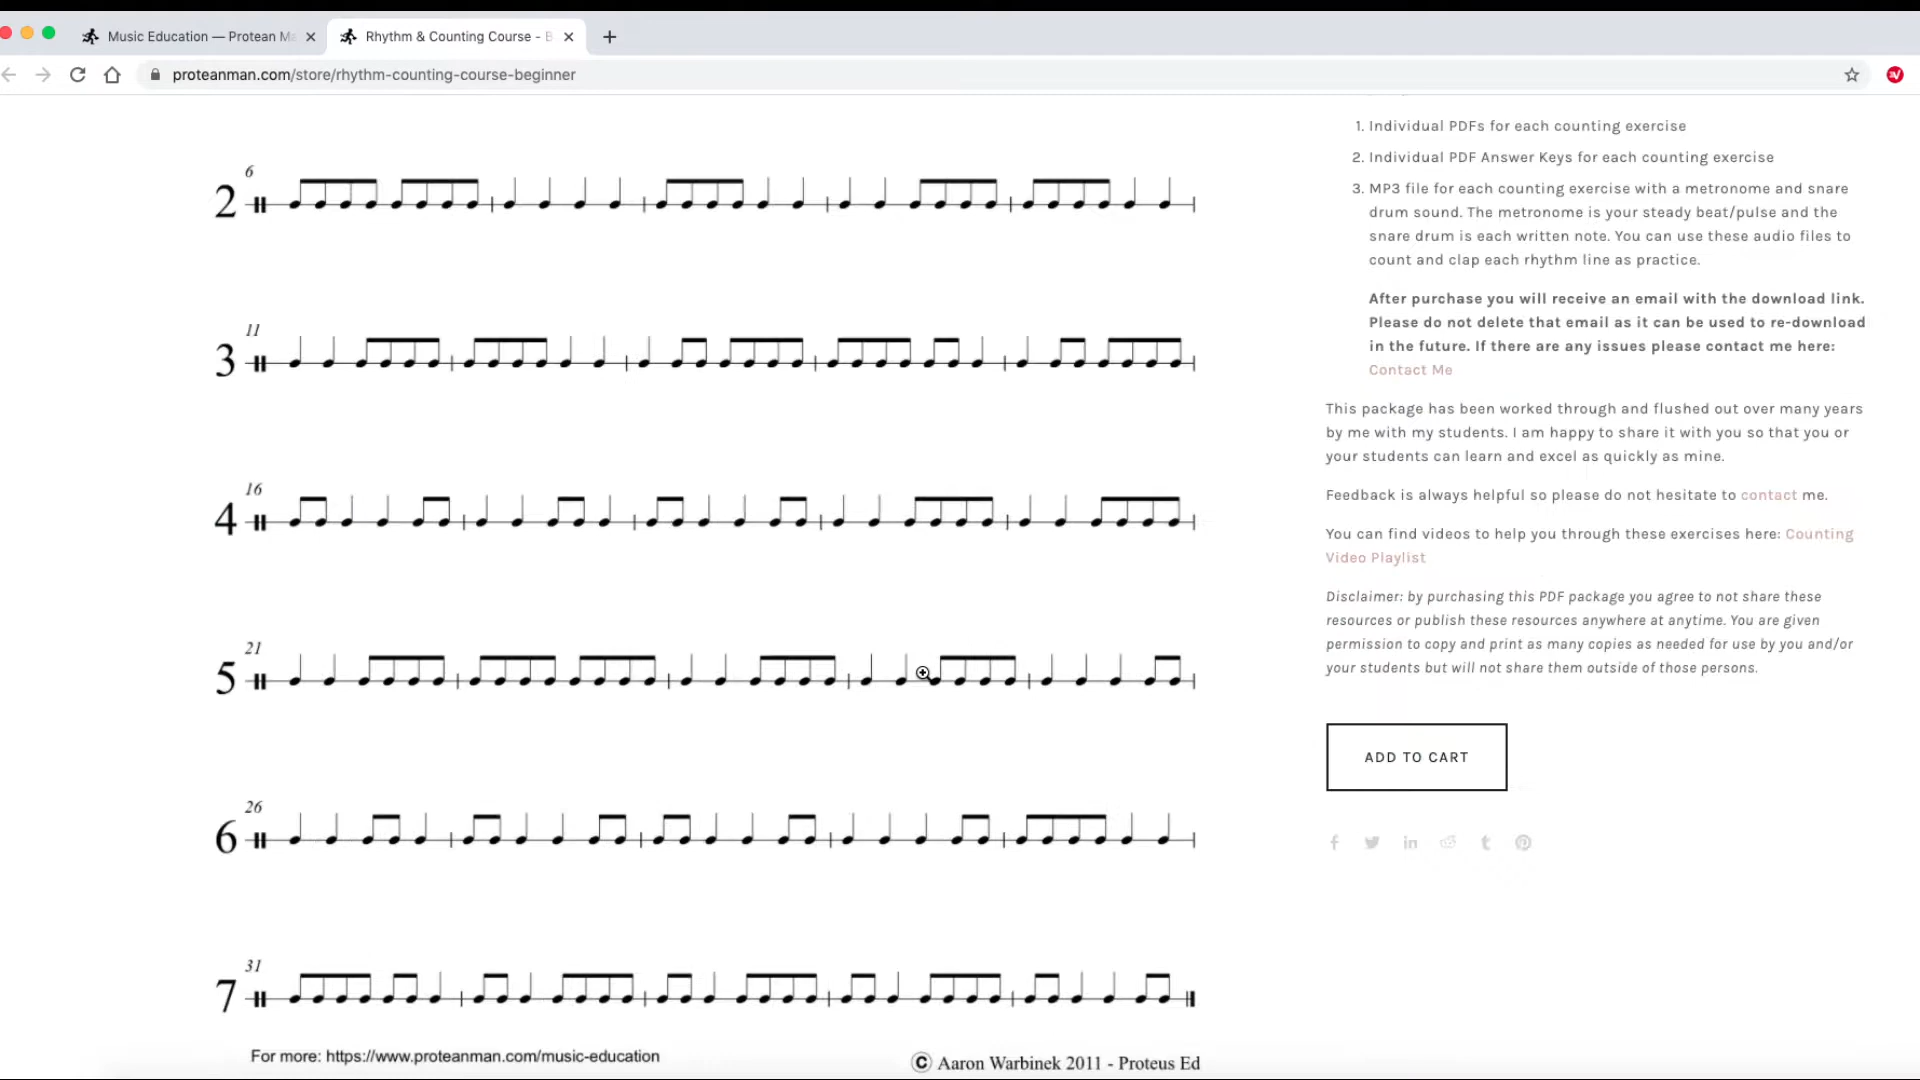 Music Education — Protean Ma
Rhythm & Counting Course - B
proteanman.com/store/rhythm-counting-course-beginner
6
2
11
3
16
4
21
5
26
6
31
7
For more: https://www.proteanman.com/music-education
© Aaron Warbinek 2011 - Proteus Ed
1. Individual PDFs for each counting exercise
2. Individual PDF Answer Keys for each counting exercise
3. MP3 file for each counting exercise with a metronome and snare
drum sound. The metronome is your steady beat/pulse and the
snare drum is each written note. You can use these audio files to
count and clap each rhythm line as practice.
After purchase you will receive an email with the download link.
Please do not delete that email as it can be used to re-download
in the future. If there are any issues please contact me here:
Contact Me
This package has been worked through and flushed out over many years
by me with my students. I am happy to share it with you so that you or
your students can learn and excel as quickly as mine.
Feedback is always helpful so please do not hesitate to contact me.
You can find videos to help you through these exercises here: Counting
Video Playlist
Disclaimer: by purchasing this PDF package you agree to not share these
resources or publish these resources anywhere at anytime. You are given
permission to copy and print as many copies as needed for use by you and/or
your students but will not share them outside of those persons.
ADD TO CART